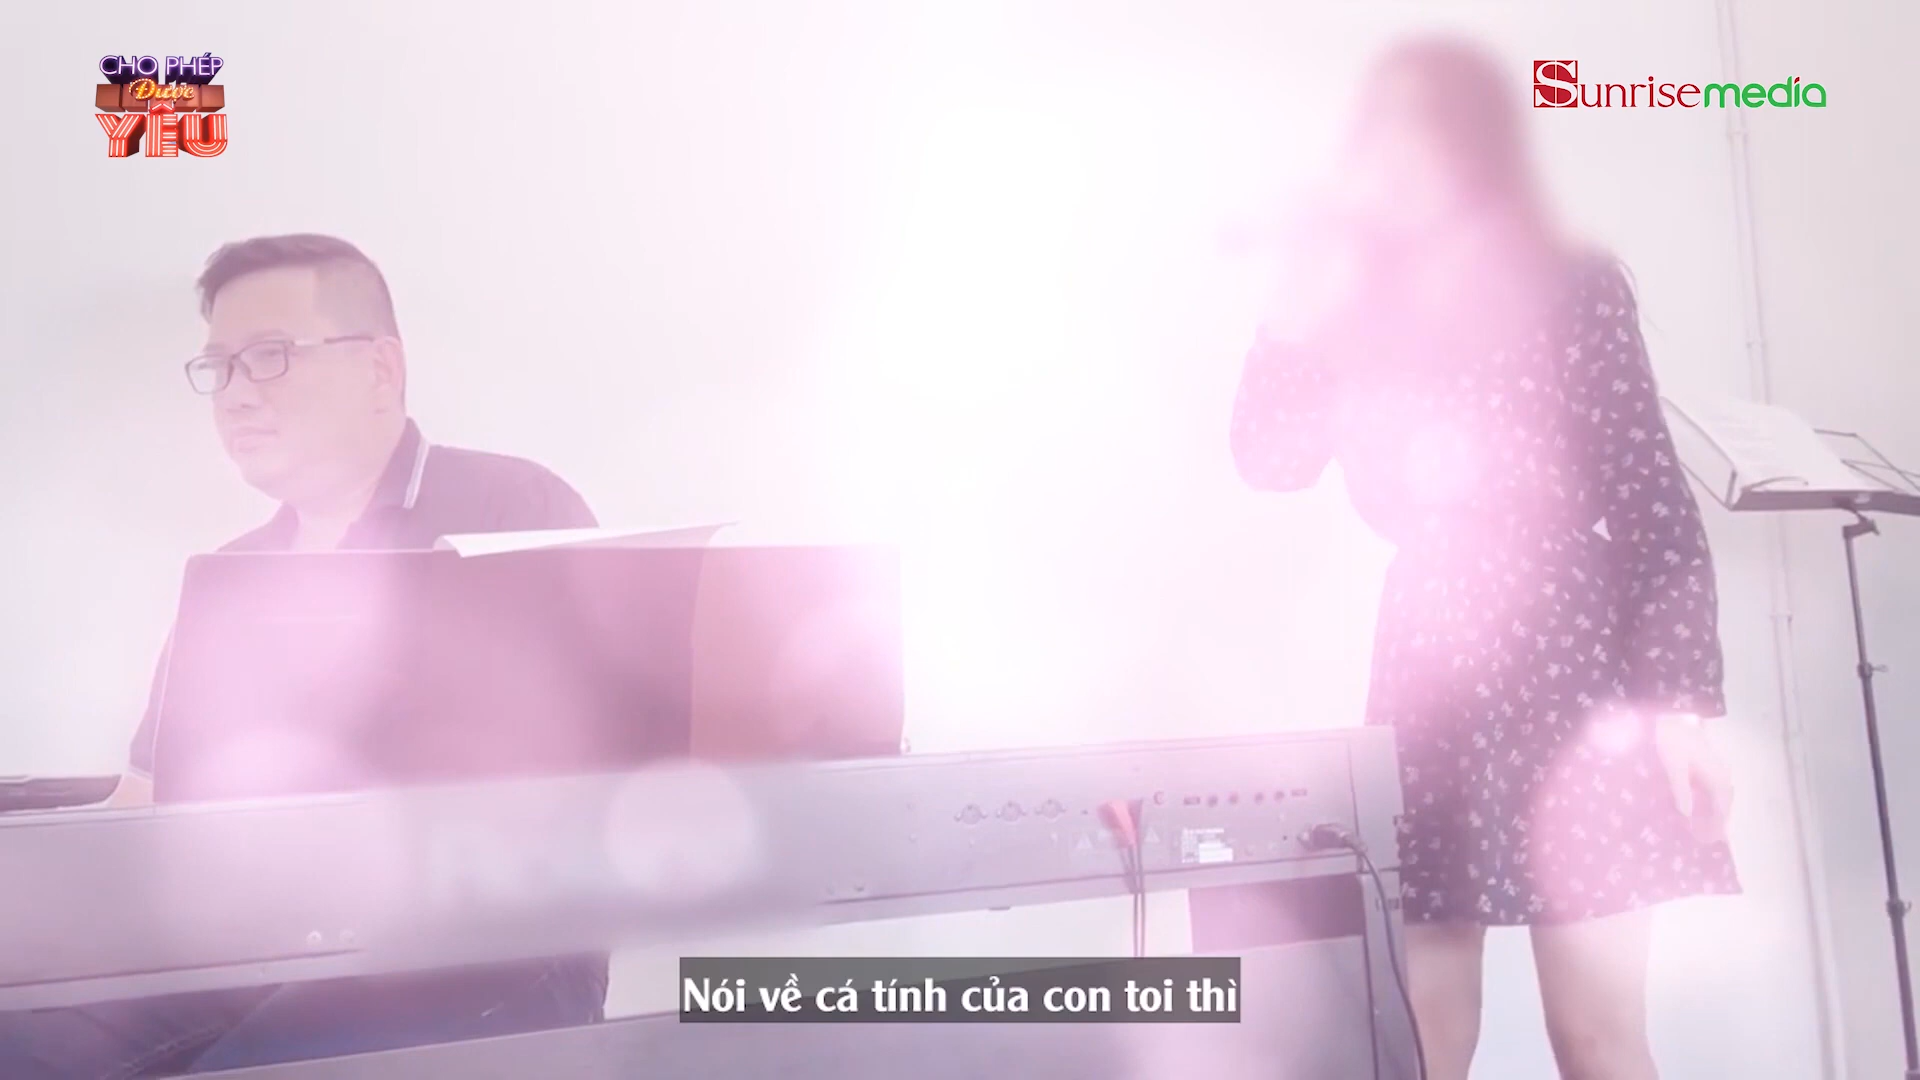 CHO PHÉP
Được
YÊU
Sunrisemedia
Nói về cá tính của con toi thì